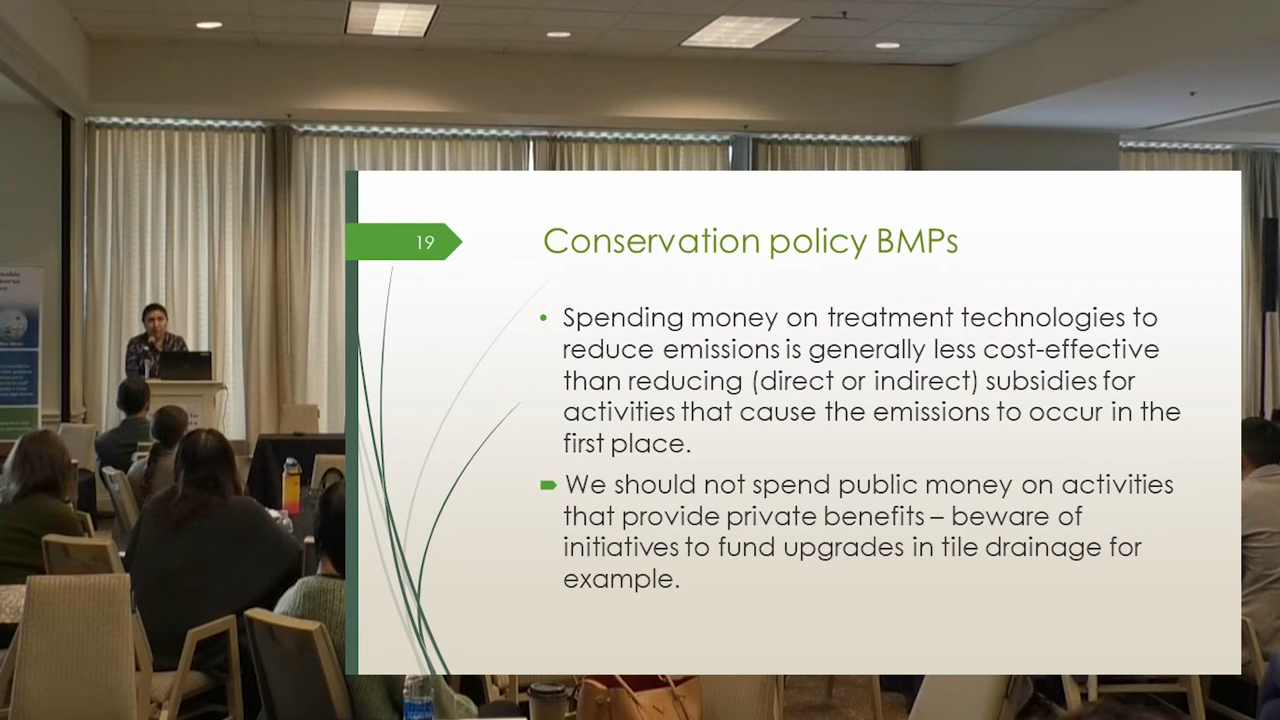 19
Conservation policy BMPs
• Spending money on treatment technologies to
reduce emissions is generally less cost-effective
than reducing (direct or indirect) subsidies for
activities that cause the emissions to occur in the
first place.
We should not spend public money on activities
that provide private benefits – beware of
initiatives to fund upgrades in tile drainage for
example.